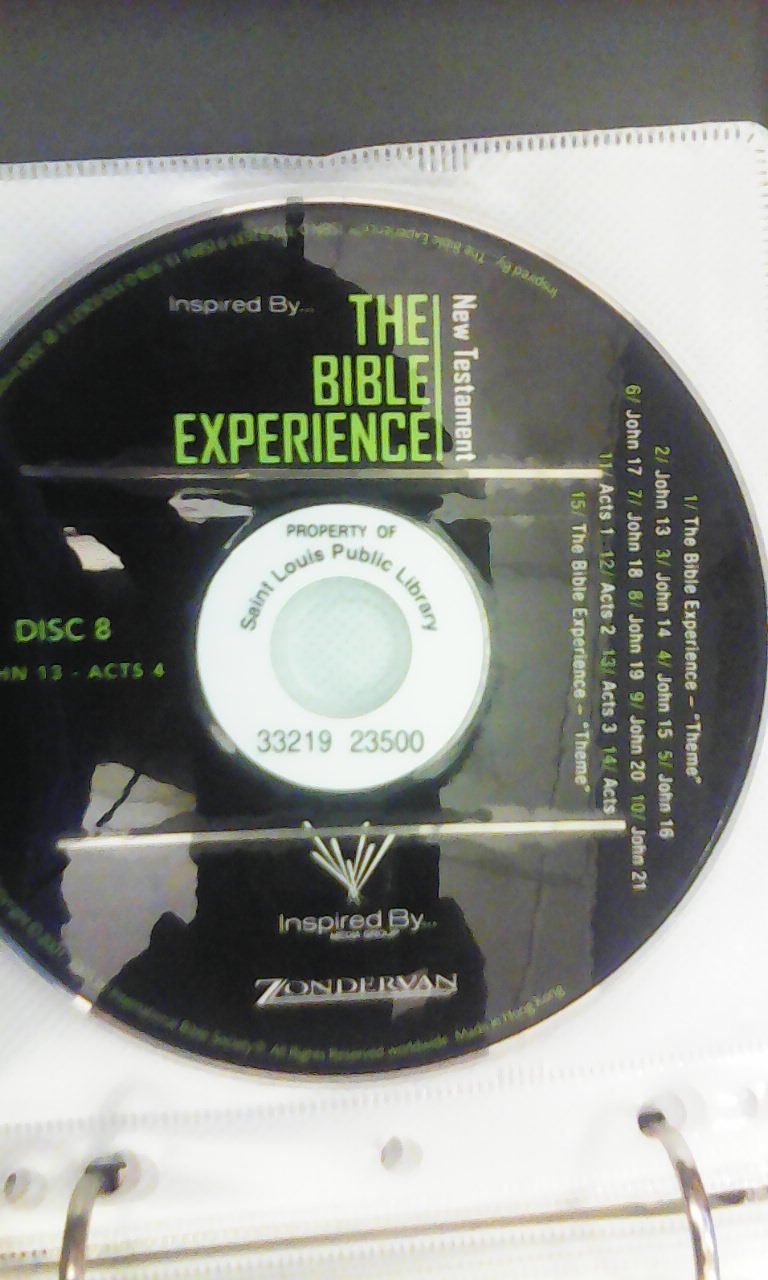 Inspired By...
THE
BIBLE
EXPERIENCE
New Testament
1/ The Bible Experience – "Theme"
2/ John 13 3/ John 14 4/ John 15 5/ John 16
6/ John 17 7/ John 18 8/ John 19 9/ John 20 10/ John 21
11/ Acts 1 12/ Acts 2 13/ Acts 3 14/ Acts
15/ The Bible Experience – "Theme"
PROPERTY OF
Saint Louis Public Library
33219 23500
DISC 8
HN 13 - ACTS 4
Inspired By...
MEDIA GROUP
ZONDERVAN
Inspired By The Bible Experience
International Bible Society® All Rights Reserved worldwide. Made in Hong Kong